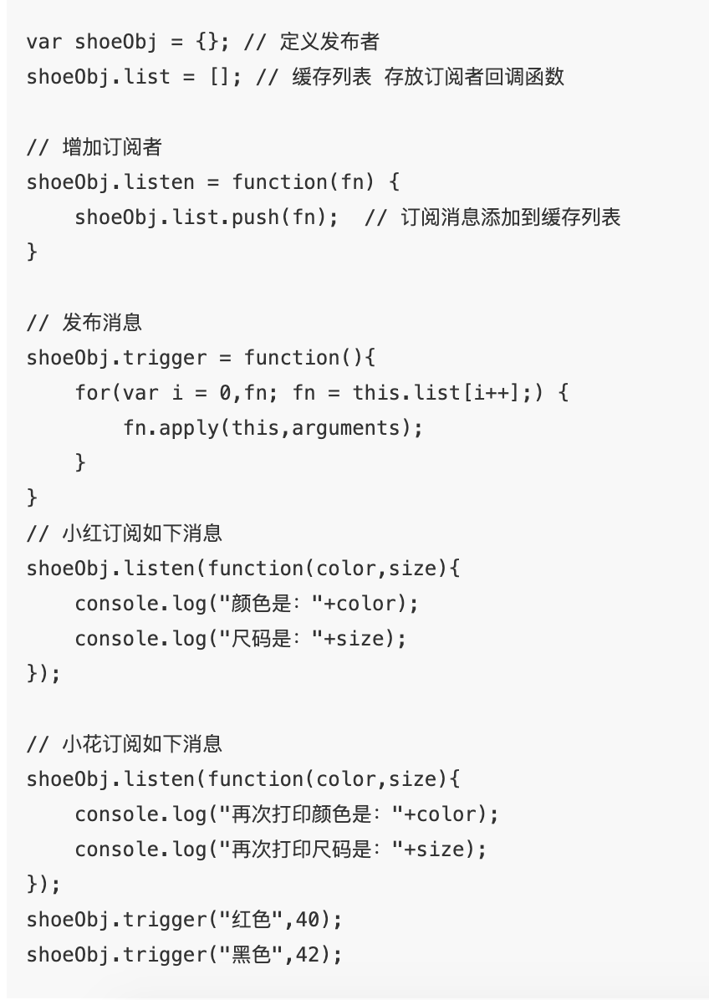 var shoeObj = {}; // 定义发布者
shoeObj.list = []; // 缓存列表 存放订阅者回调函数

// 增加订阅者
shoeObj.listen = function(fn) {
    shoeObj.list.push(fn);  // 订阅消息添加到缓存列表
}

// 发布消息
shoeObj.trigger = function(){
    for(var i = 0,fn; fn = this.list[i++];) {
        fn.apply(this,arguments);
    }
}
// 小红订阅如下消息
shoeObj.listen(function(color,size){
    console.log("颜色是："+color);
    console.log("尺码是："+size);
});

// 小花订阅如下消息
shoeObj.listen(function(color,size){
    console.log("再次打印颜色是："+color);
    console.log("再次打印尺码是："+size);
});
shoeObj.trigger("红色",40);
shoeObj.trigger("黑色",42);